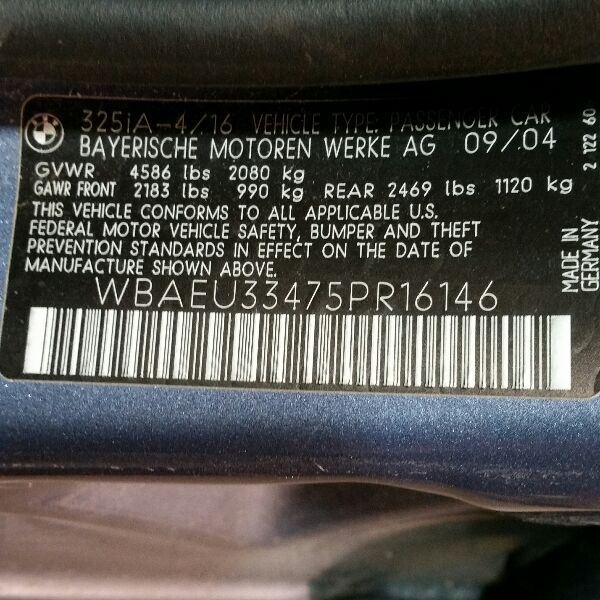 325iA-4/16 VEHICLE TYPE: PASSENGER CAR
BAYERISCHE MOTOREN WERKE AG 09/04
GVWR 4586 lbs 2080 kg
GAWR FRONT 2183 lbs 990 kg REAR 2469 lbs 1120 kg
THIS VEHICLE CONFORMS TO ALL APPLICABLE U.S.
FEDERAL MOTOR VEHICLE SAFETY, BUMPER AND THEFT
PREVENTION STANDARDS IN EFFECT ON THE DATE OF
MANUFACTURE SHOWN ABOVE.
WBAEU33475PR16146
MADE IN
GERMANY
2 122 60